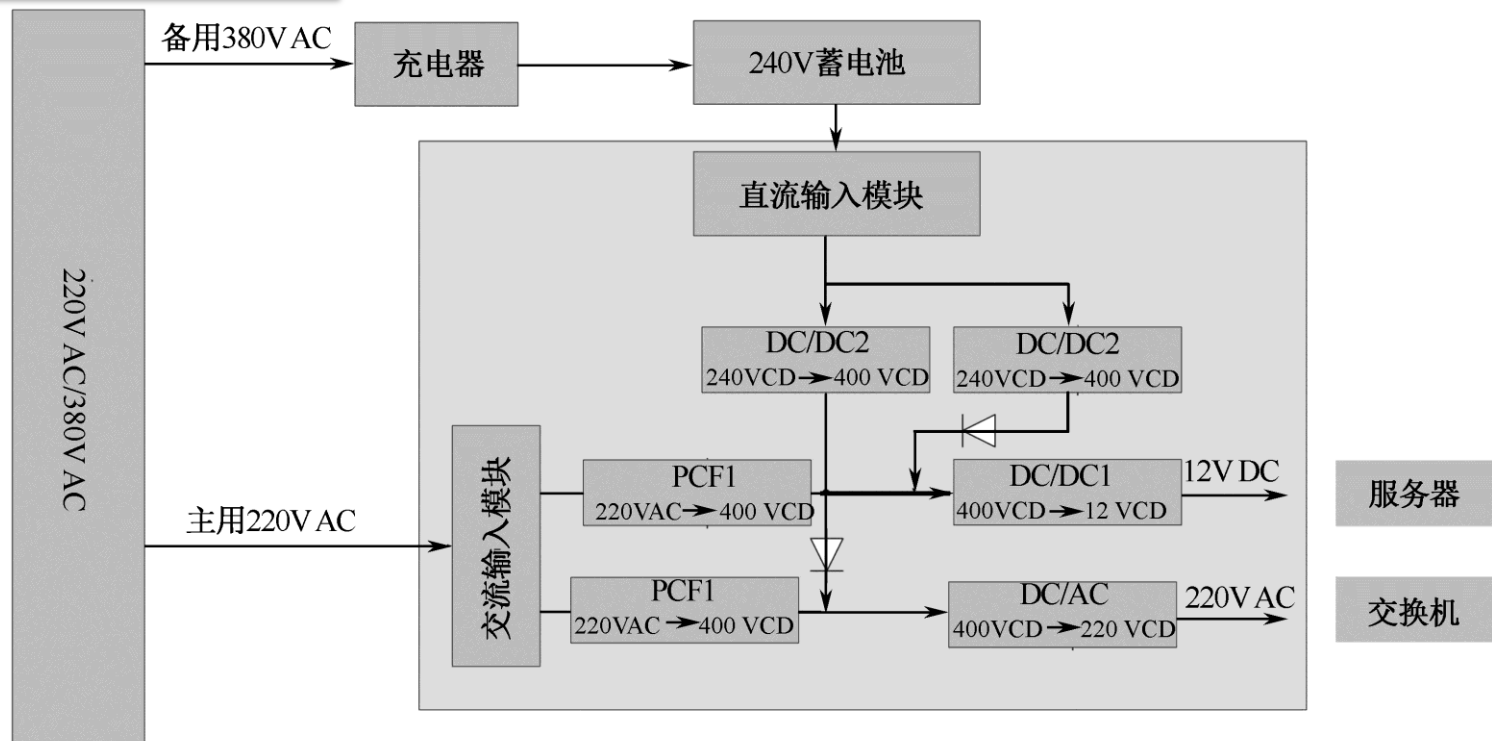 备用380V AC
充电器
240V蓄电池
直流输入模块
220V AC/380V AC
DC/DC2
240VCD→400 VCD
DC/DC2
240VCD→400 VCD
主用220V AC
交流输入模块
PCF1
220VAC→400 VCD
DC/DC1
400VCD→12 VCD
12V DC
服务器
PCF1
220VAC→400 VCD
DC/AC
400VCD→220 VCD
220V AC
交换机